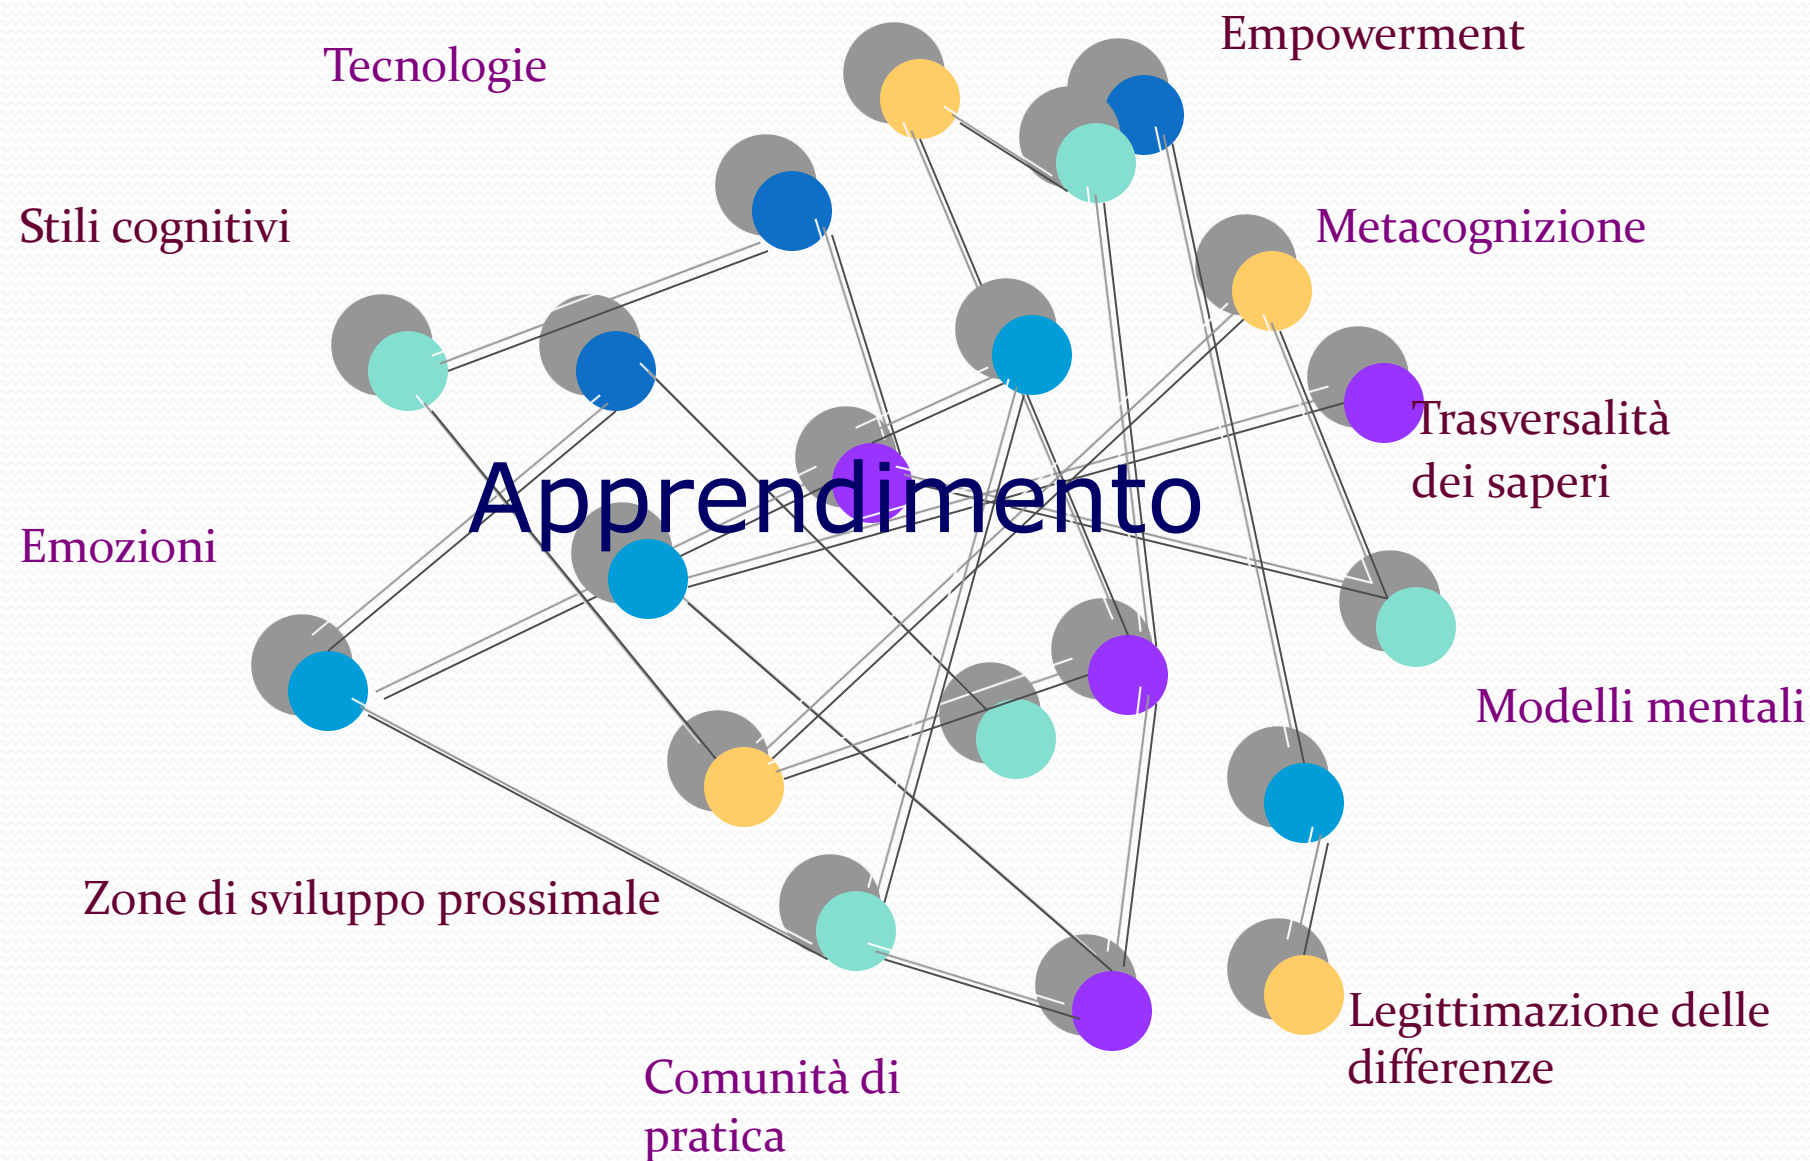 Empowerment
Tecnologie
Stili cognitivi
Metacognizione
Trasversalità
dei saperi
Apprendimento
Emozioni
Modelli mentali
Zone di sviluppo prossimale
Legittimazione delle
differenze
Comunità di
pratica